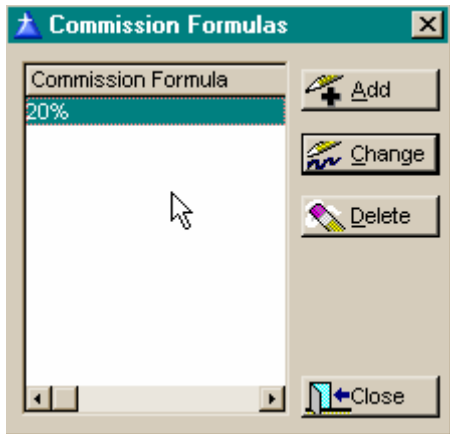 Commission Formulas
Commission Formula
20%
Add
Change
Delete
Close